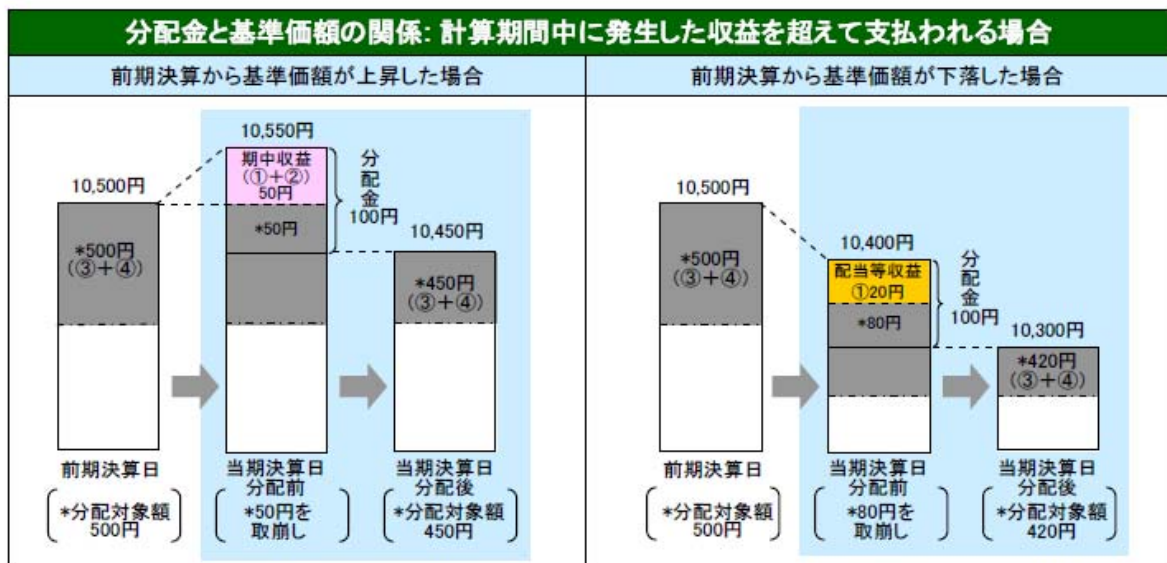 分配金と基準価額の関係: 計算期間中に発生した収益を超えて支払われる場合
前期決算から基準価額が上昇した場合
10,500円
*500円
(③+④)
10,550円
期中収益
(①+②)
50円
*50円
分配金
100円
10,450円
*450円
(③+④)
前期決算日
*分配対象額
500円
当期決算日
分配前
*50円を
取崩し
当期決算日
分配後
*分配対象額
450円
前期決算から基準価額が下落した場合
10,500円
*500円
(③+④)
10,400円
配当等収益
①20円
*80円
分配金
100円
10,300円
*420円
(③+④)
前期決算日
*分配対象額
500円
当期決算日
分配前
*80円を
取崩し
当期決算日
分配後
*分配対象額
420円